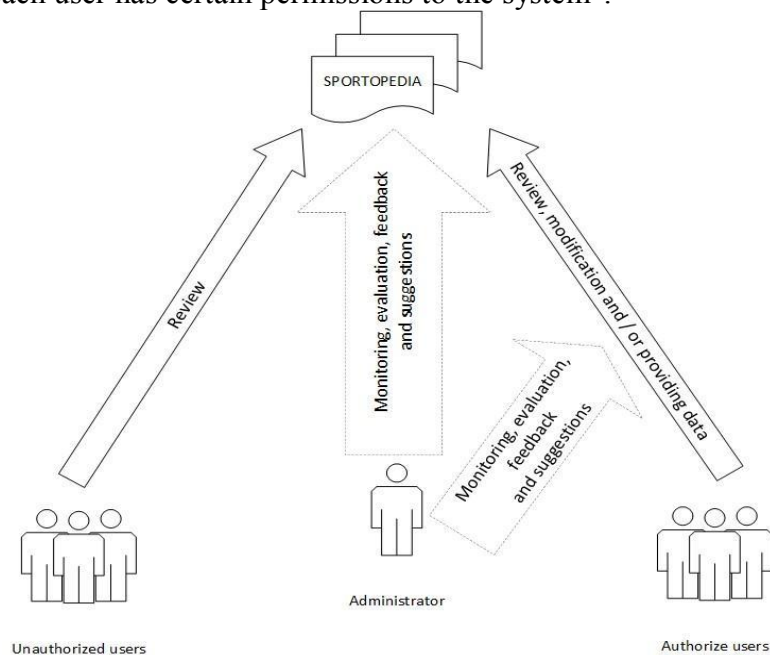 ach user has certain permissions to the system".
SPORTOPEDIA
Review
Monitoring, evaluation, feedback
and suggestions
Review, modification and / or providing data
Monitoring, evaluation,
feedback
and suggestions
Administrator
Unauthorized users
Authorize users